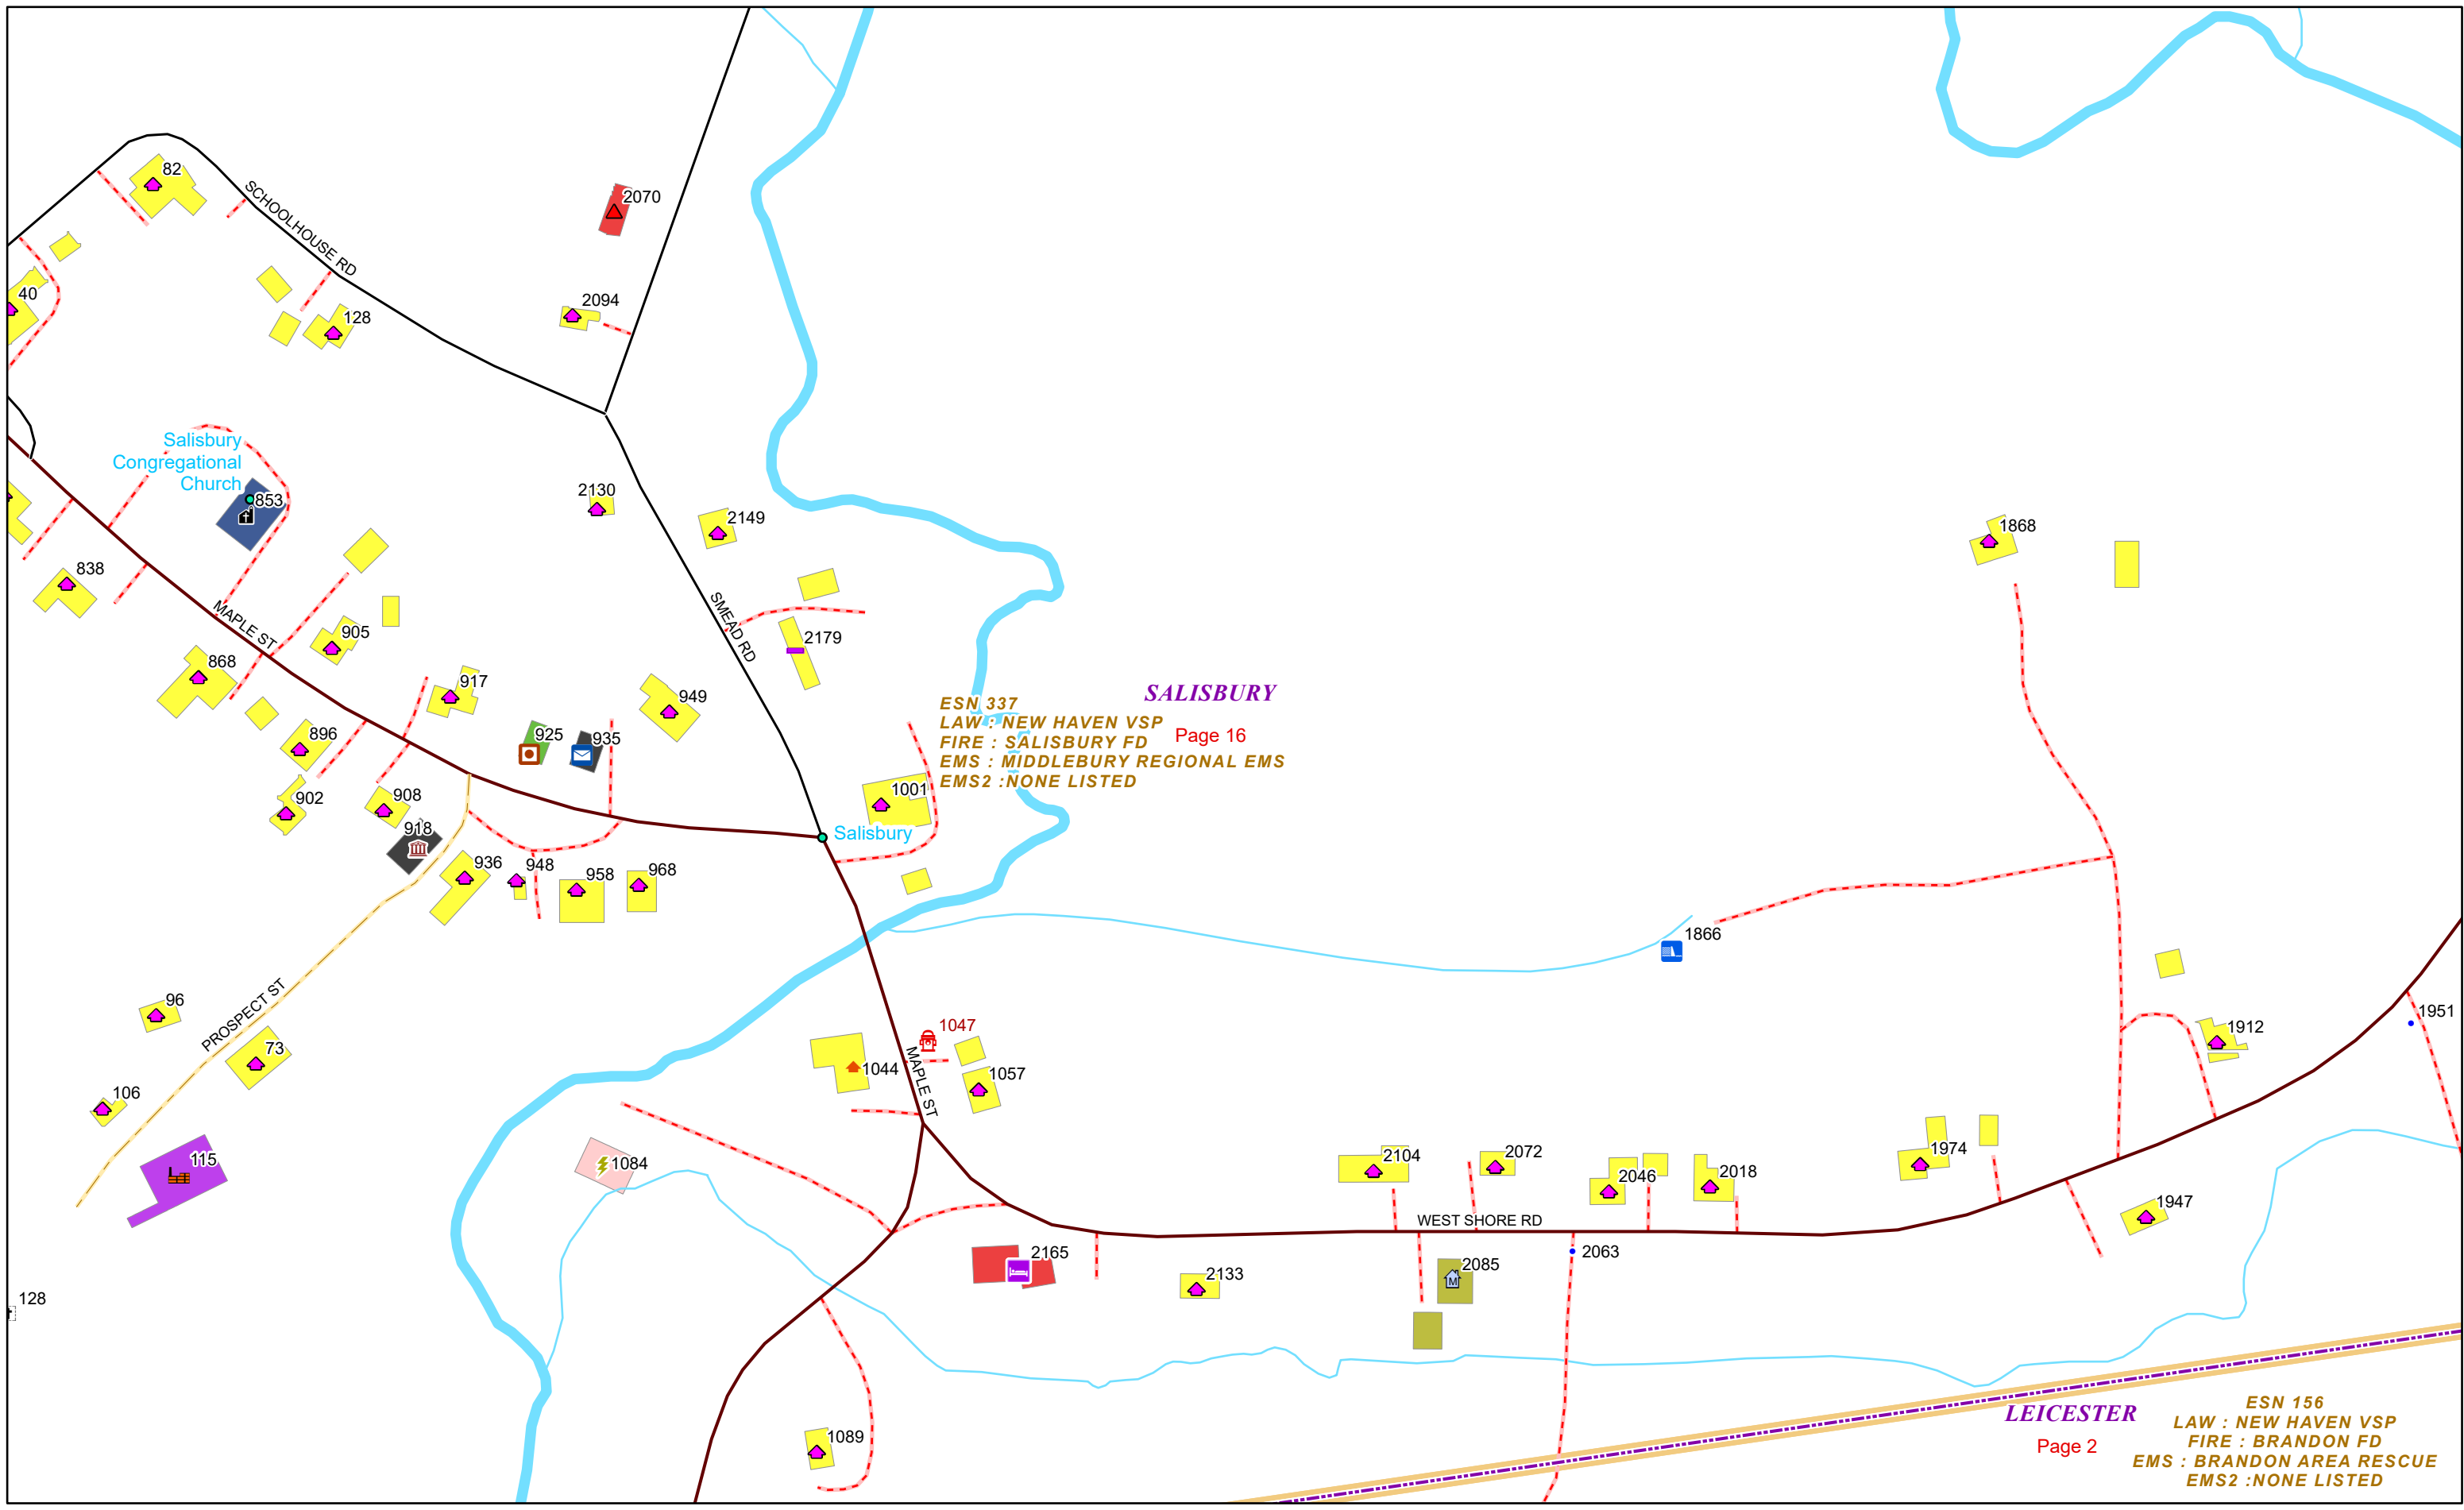 82
SCHOOLHOUSE RD
2070
40
2094
128
Salisbury
Congregational
Church
853
2130
2149
1868
838
MAPLE ST
905
SMEAD RD
2179
868
917
949
SALISBURY
Page 16
ESN 337
LAW : NEW HAVEN VSP
FIRE : SALISBURY FD
EMS : MIDDLEBURY REGIONAL EMS
EMS2 :NONE LISTED
896
925
935
902
908
1001
918
Salisbury
936
948
958
968
1866
96
PROSPECT ST
73
106
115
1047
1044
MAPLE ST
1057
1084
1951
1912
2104
2072
2046
2018
1974
1947
WEST SHORE RD
2165
2133
2085
2063
128
1089
LEICESTER
Page 2
ESN 156
LAW : NEW HAVEN VSP
FIRE : BRANDON FD
EMS : BRANDON AREA RESCUE
EMS2 :NONE LISTED
M